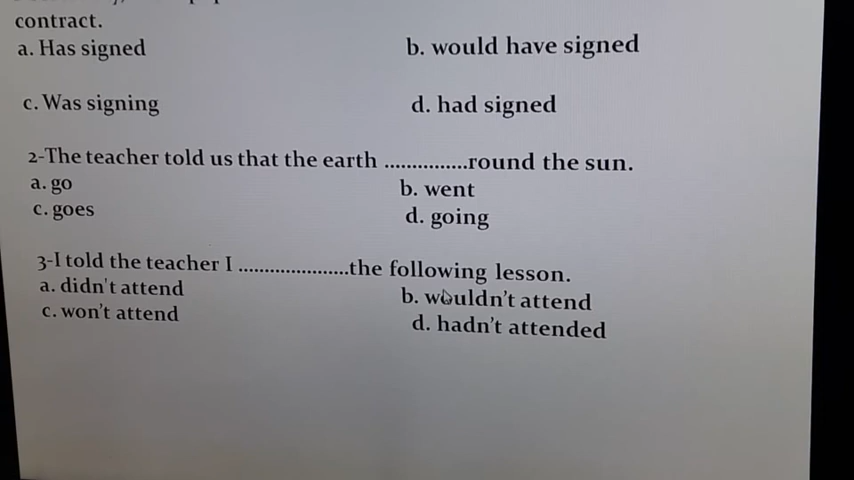 contract.
a. Has signed b. would have signed
c. Was signing d. had signed
2-The teacher told us that the earth ...............round the sun.
a. go b. went
c. goes d. going
3-I told the teacher I .....................the following lesson.
a. didn't attend b. wouldn't attend
c. won't attend d. hadn't attended